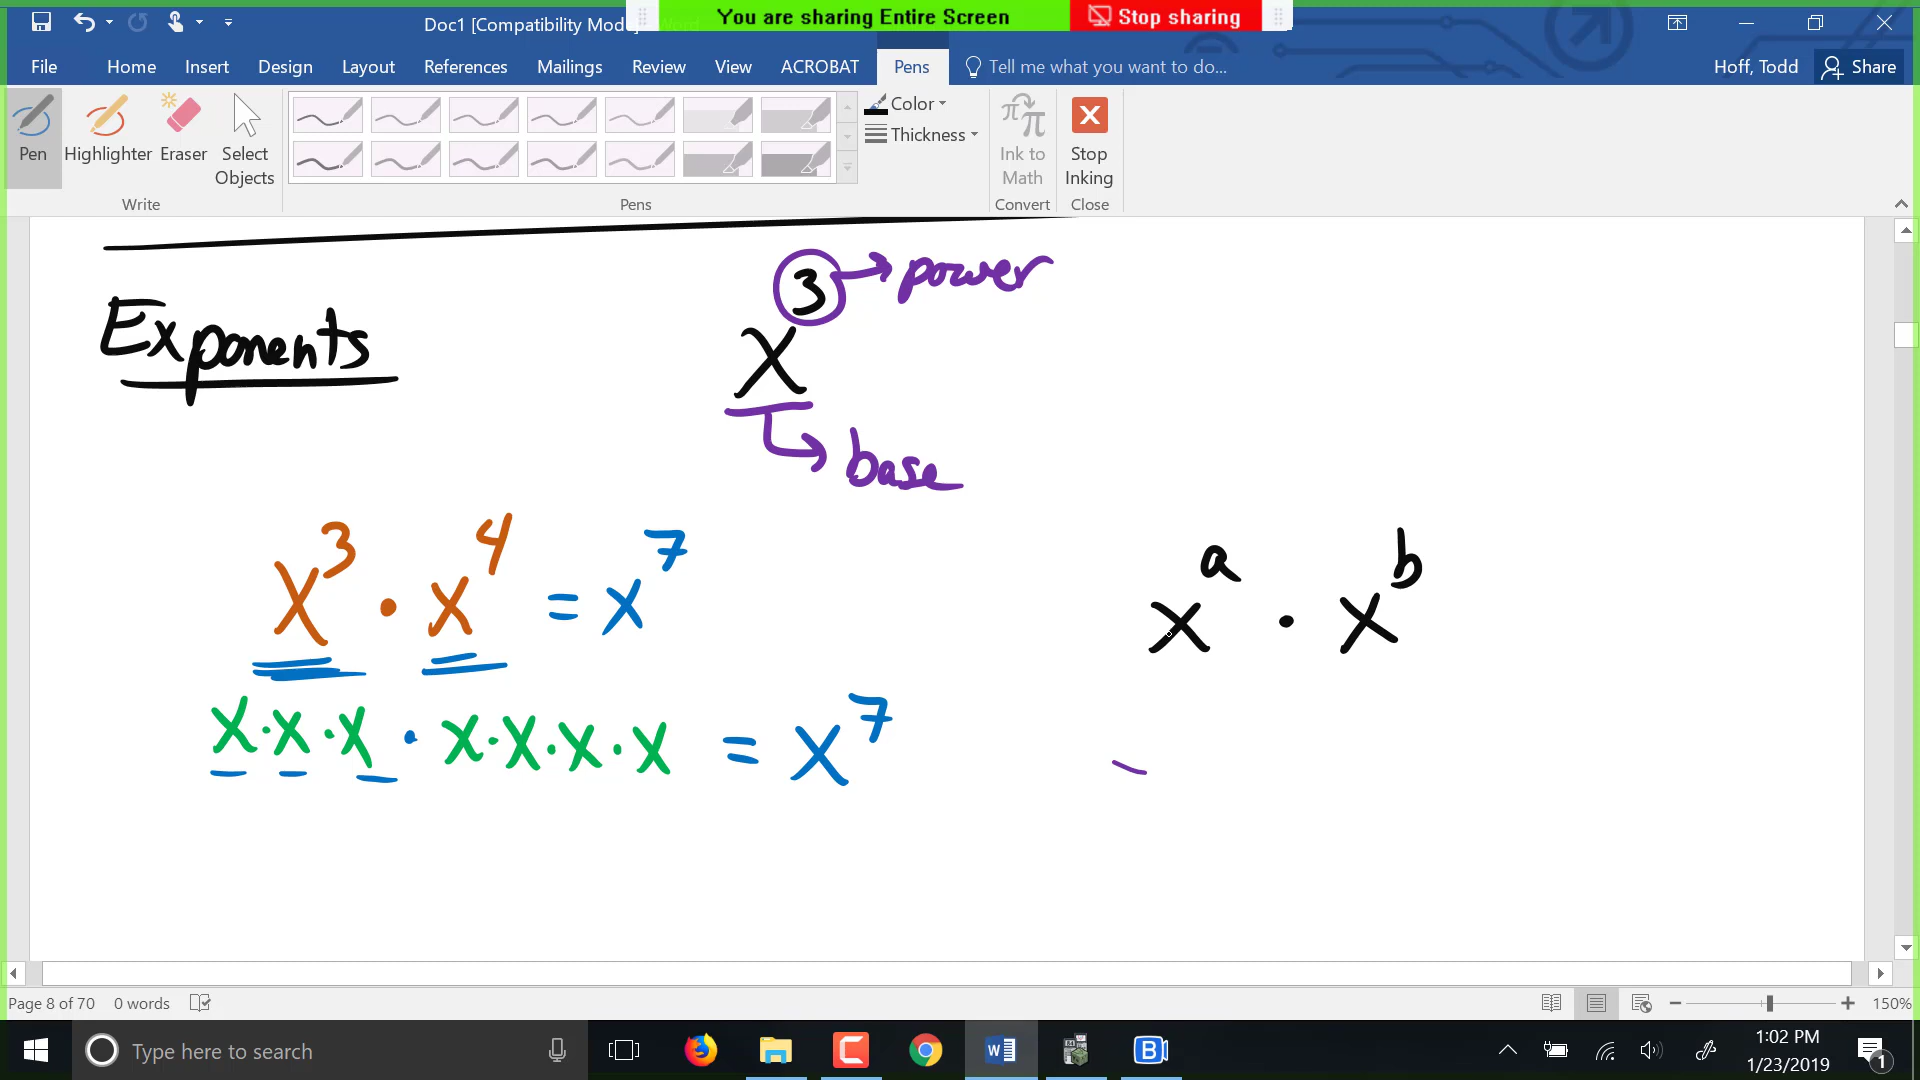 Doc1 [Compatibility Mod
You are sharing Entire Screen
Stop sharing
File Home Insert Design Layout References Mailings Review View ACROBAT Pens Tell me what you want to do... Hoff, Todd Share
Pen Highlighter Eraser Select Objects
Color
Thickness
Ink to Math
Stop Inking
Write Pens Convert Close
3 → power
Exponents
x
base
x³ · x⁴ = x⁷
xᵃ · xᵇ
x·x·x · x·x·x·x = x⁷
Page 8 of 70 0 words 150%
Type here to search
1:02 PM
1/23/2019
1